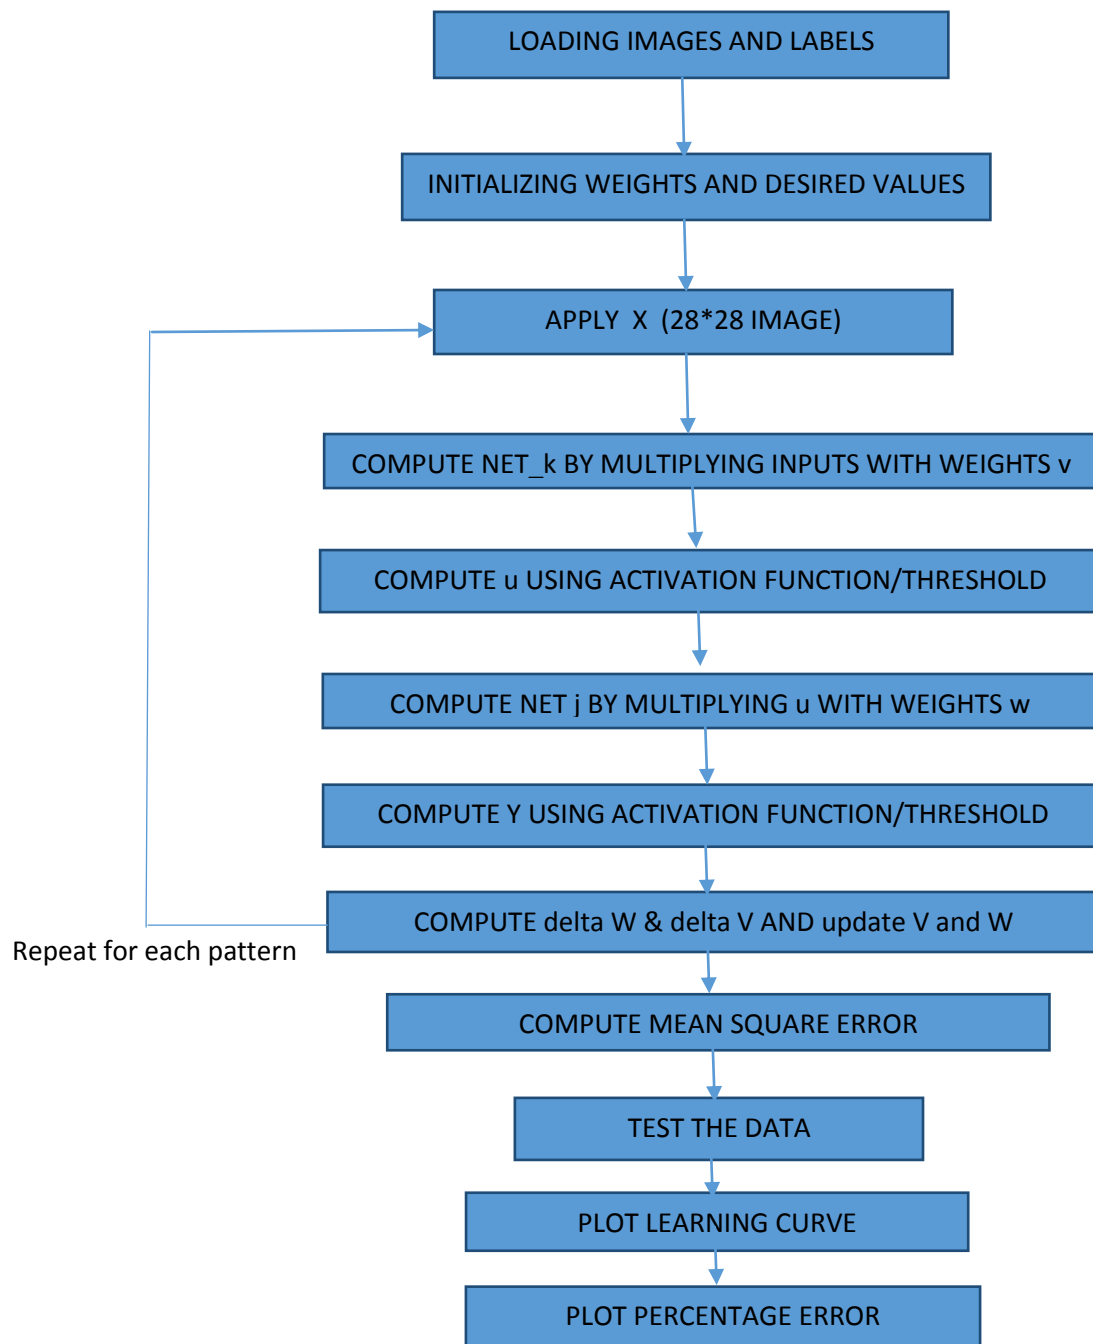 LOADING IMAGES AND LABELS
INITIALIZING WEIGHTS AND DESIRED VALUES
APPLY X (28*28 IMAGE)
COMPUTE NET_k BY MULTIPLYING INPUTS WITH WEIGHTS v
COMPUTE u USING ACTIVATION FUNCTION/THRESHOLD
COMPUTE NET j BY MULTIPLYING u WITH WEIGHTS w
COMPUTE Y USING ACTIVATION FUNCTION/THRESHOLD
COMPUTE delta W & delta V AND update V and W
Repeat for each pattern
COMPUTE MEAN SQUARE ERROR
TEST THE DATA
PLOT LEARNING CURVE
PLOT PERCENTAGE ERROR